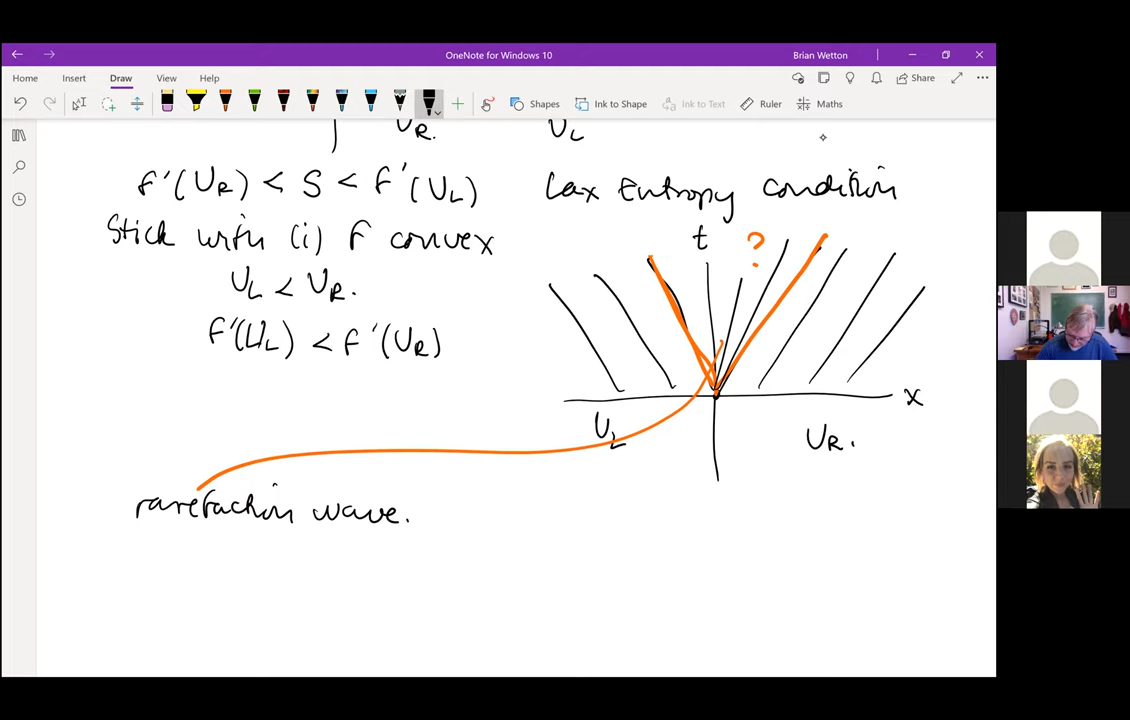 OneNote for Windows 10
Brian Wetton
Home Insert Draw View Help
Share
Shapes Ink to Shape Ink to Text Ruler Maths
U_R. U_L
f'(U_R) < S < f'(U_L) Lax Entropy condition
Stick with (i) f convex
t ?
U_L < U_R.
f'(U_L) < f'(U_R)
x
U_L U_R.
rarefaction wave.